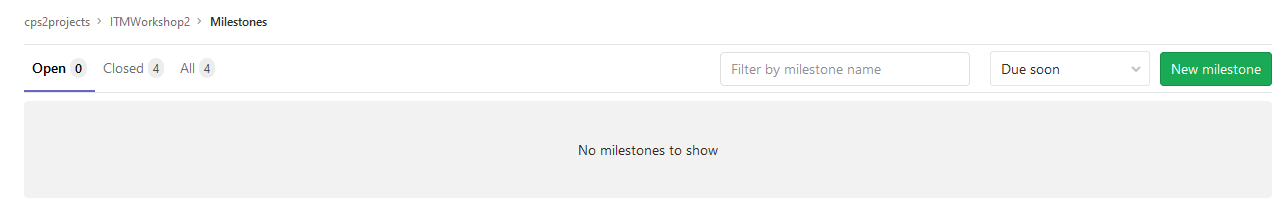 cps2projects > ITMWorkshop2 > Milestones
Open 0 Closed 4 All 4 Filter by milestone name Due soon New milestone
No milestones to show